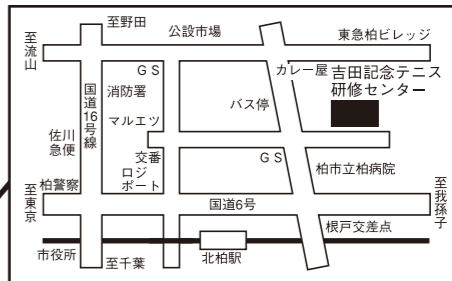 至野田
公設市場
東急柏ビレッジ
至流山
GS
カレー屋
吉田記念テニス
研修センター
国道16号線
消防署
バス停
マルエツ
佐川
急便
交番
GS
柏市立柏病院
ロジ
ポート
柏警察
至東京
国道6号
至我孫子
根戸交差点
市役所
至千葉
北柏駅